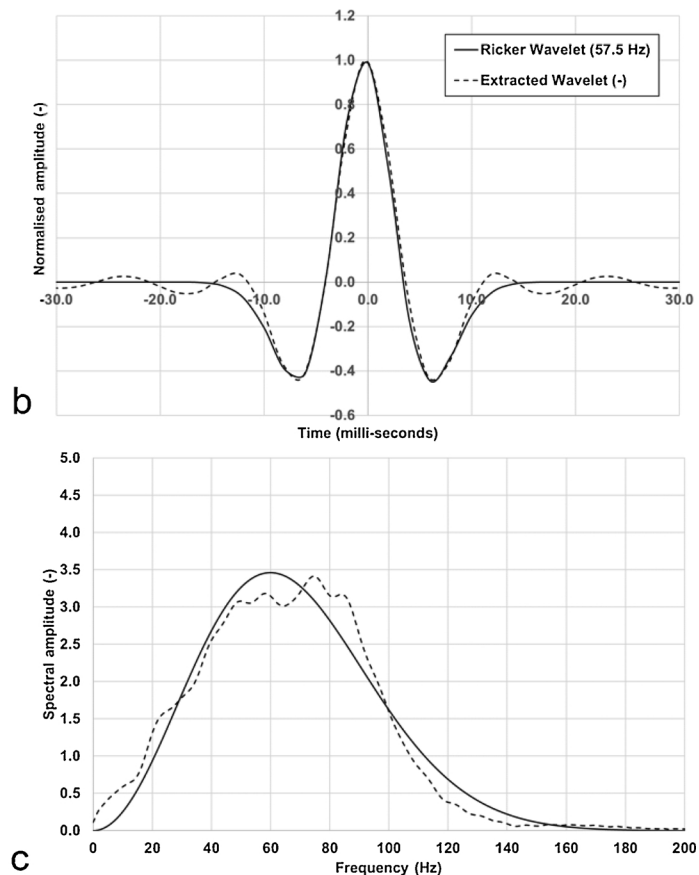 1.2
Ricker Wavelet (57.5 Hz)
Extracted Wavelet (-)
1.0
0.8
0.6
0.4
0.2
0.0
-30.0 -20.0 -10.0 0.0 10.0 20.0 30.0
-0.2
-0.4
-0.6
Normalised amplitude (-)
Time (milli-seconds)
b
5.0
4.5
4.0
3.5
3.0
2.5
2.0
1.5
1.0
0.5
0.0
Spectral amplitude (-)
0 20 40 60 80 100 120 140 160 180 200
Frequency (Hz)
c